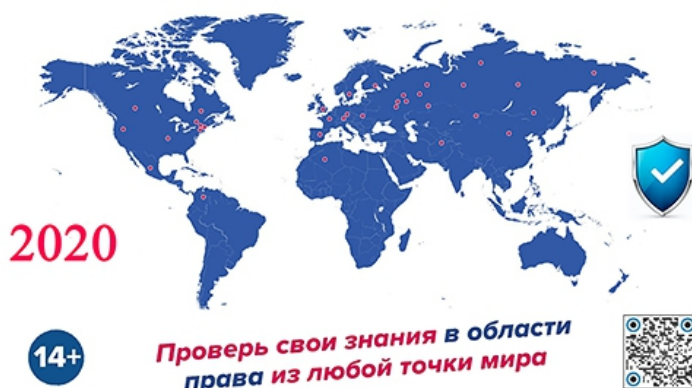 2020
14+
Проверь свои знания в области
права из любой точки мира